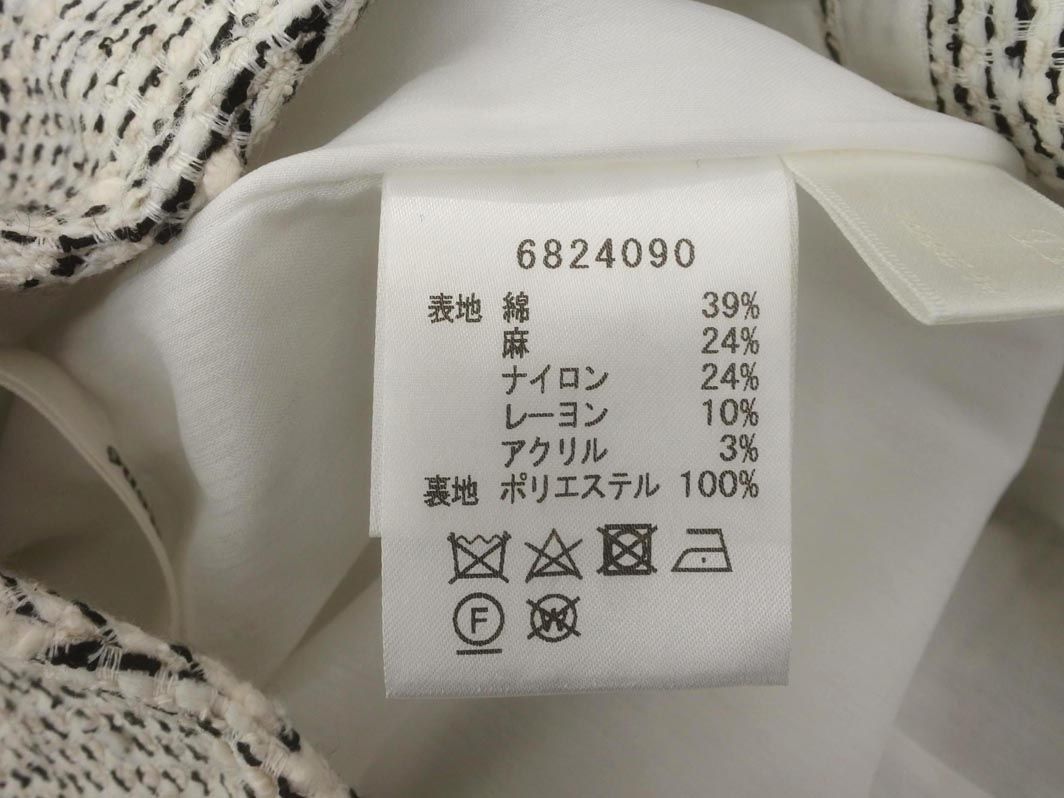 6824090
表地 綿 39%
麻 24%
ナイロン 24%
レーヨン 10%
アクリル 3%
裏地 ポリエステル 100%
F W